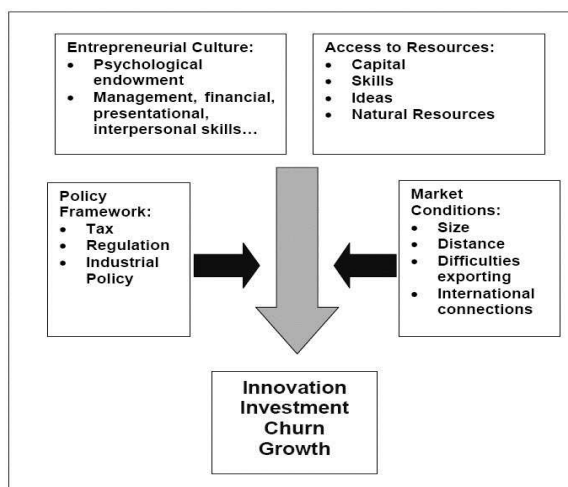 Entrepreneurial Culture:
• Psychological
endowment
• Management, financial,
presentational,
interpersonal skills…
Access to Resources:
• Capital
• Skills
• Ideas
• Natural Resources
Policy
Framework:
• Tax
• Regulation
• Industrial
Policy
Market
Conditions:
• Size
• Distance
• Difficulties
exporting
• International
connections
Innovation
Investment
Churn
Growth